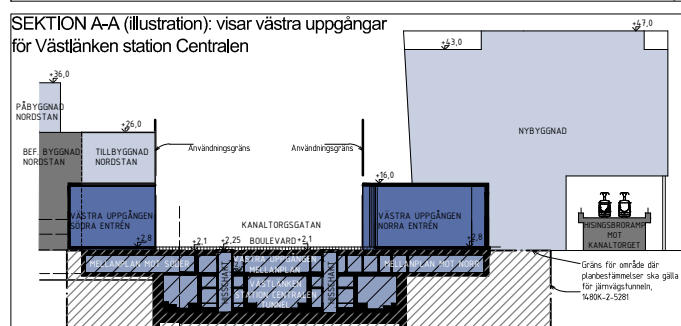 SEKTION A-A (illustration): visar västra uppgångar
för Västlänken station Centralen
+47,0
+43,0
+36,0
PÅBYGGNAD
NORDSTAN
+26,0
NYBYGGNAD
BEF. BYGGNAD
NORDSTAN
TILLBYGGNAD
NORDSTAN
Användningsgräns
Användningsgräns
+16,0
VÄSTRA UPPGÅNGEN
SÖDRA ENTRÉN
KANALTORGSGATAN
BOULEVARD
VÄSTRA UPPGÅNGEN
NORRA ENTRÉN
HISINGSBRORAMP
MOT
KANALTORGET
+2,8
+2,1
+2,25
+2,1
+2,8
MELLANPLAN MOT SÖDER
VÄSTRA UPPGÅNGEN
MELLANPLAN
MELLANPLAN MOT NORR
HISSCHAKT
HISSCHAKT
VÄSTLÄNKEN
STATION CENTRALEN
TUNNEL
Gräns för område där
planbestämmelser ska gälla
för järnvägstunneln,
1480K-2-5281